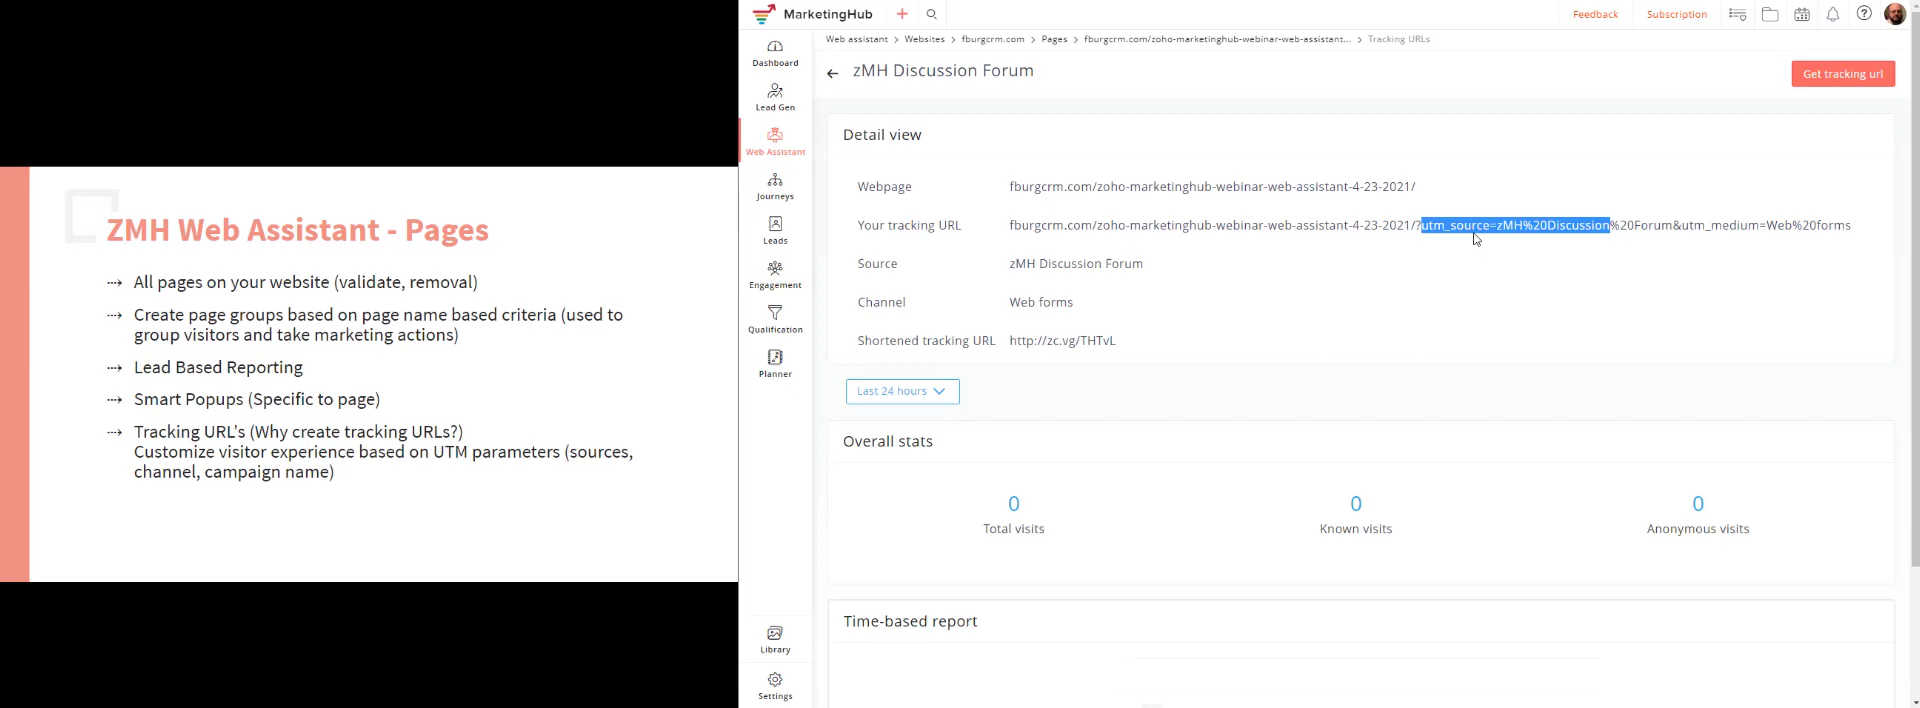 ZMH Web Assistant - Pages
All pages on your website (validate, removal)
Create page groups based on page name based criteria (used to
group visitors and take marketing actions)
Lead Based Reporting
Smart Popups (Specific to page)
Tracking URL's (Why create tracking URLs?)
Customize visitor experience based on UTM parameters (sources,
channel, campaign name)
MarketingHub
Feedback
Subscription
Dashboard
Lead Gen
Web Assistant
Journeys
Leads
Engagement
Qualification
Planner
Library
Settings
Web assistant > Websites > fburgcrm.com > Pages > fburgcrm.com/zoho-marketinghub-webinar-web-assistant... > Tracking URLs
zMH Discussion Forum
Get tracking url
Detail view
Webpage fburgcrm.com/zoho-marketinghub-webinar-web-assistant-4-23-2021/
Your tracking URL fburgcrm.com/zoho-marketinghub-webinar-web-assistant-4-23-2021/?utm_source=zMH%20Discussion%20Forum&utm_medium=Web%20forms
Source zMH Discussion Forum
Channel Web forms
Shortened tracking URL http://zc.vg/THTvL
Last 24 hours
Overall stats
0 0 0
Total visits Known visits Anonymous visits
Time-based report